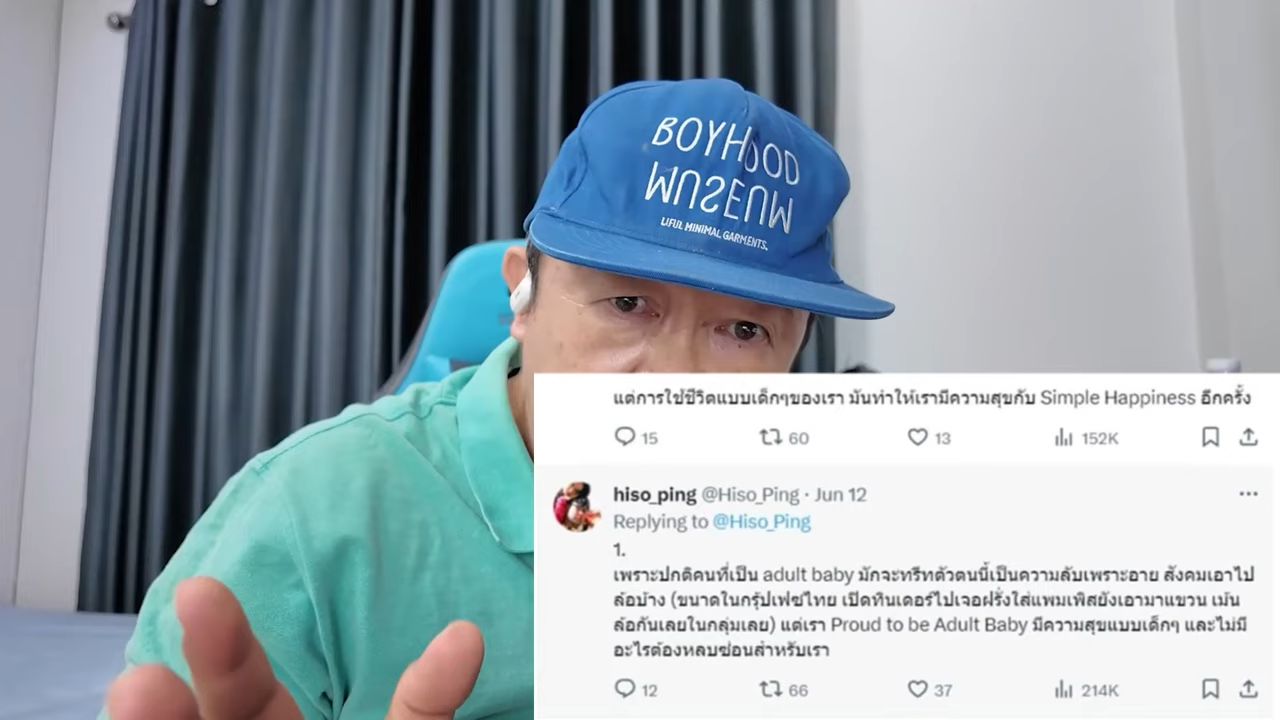 BOYHOOD
MUSEUM
LIFUL MINIMAL GARMENTS.
แต่การใช้ชีวิตแบบเด็กๆของเรา มันทำให้เรามีความสุขกับ Simple Happiness อีกครั้ง
15 60 13 152K
hiso_ping @Hiso_Ping · Jun 12
Replying to @Hiso_Ping
1.
เพราะปกติคนที่เป็น adult baby มักจะทรีทตัวตนนี้เป็นความลับเพราะอาย สังคมเอาไป
ล้อบ้าง (ขนาดในกรุ้ปเฟซไทย เปิดทินเดอร์ไปเจอฝรั่งใส่แพมเพิสยังเอามาแขวน เม้น
ล้อกันเลยในกลุ่มเลย) แต่เรา Proud to be Adult Baby มีความสุขแบบเด็กๆ และไม่มี
อะไรต้องหลบซ่อนสำหรับเรา
12 66 37 214K